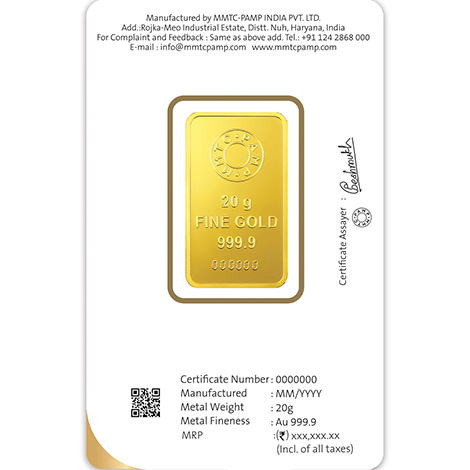 Manufactured by MMTC-PAMP INDIA PVT. LTD.
Add.:Rojka-Meo Industrial Estate, Distt. Nuh, Haryana, India
For Complaint and Feedback : Same as above add. Tel.: +91 124 2868 000
E-mail : info@mmtcpamp.com www.mmtcpamp.com
MMTC-PAMP
20 g
FINE GOLD
999.9
000000
Certificate Assayer :
Certificate Number: 0000000
Manufactured : MM/YYYY
Metal Weight : 20g
Metal Fineness : Au 999.9
MRP :(₹) xxx,xxx.xx
(Incl. of all taxes)